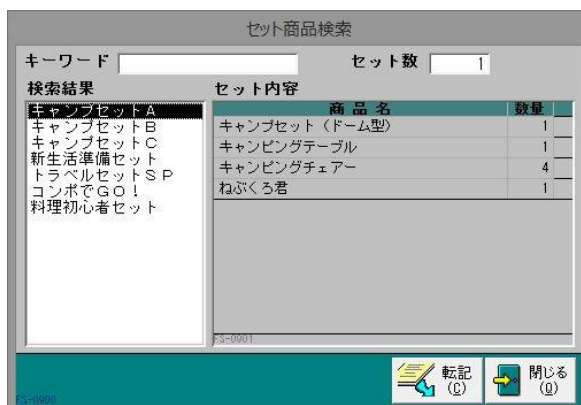 セット商品検索
キーワード
セット数 1
検索結果
キャンプセットA
キャンプセットB
キャンプセットC
新生活準備セット
トラベルセットSP
コンポでGO!
料理初心者セット
セット内容
商品名 数量
キャンプセット（ドーム型） 1
キャンピングテーブル 1
キャンピングチェアー 4
ねぶくろ君 1
FS-0901
転記
(C)
閉じる
(Q)
FS-0900